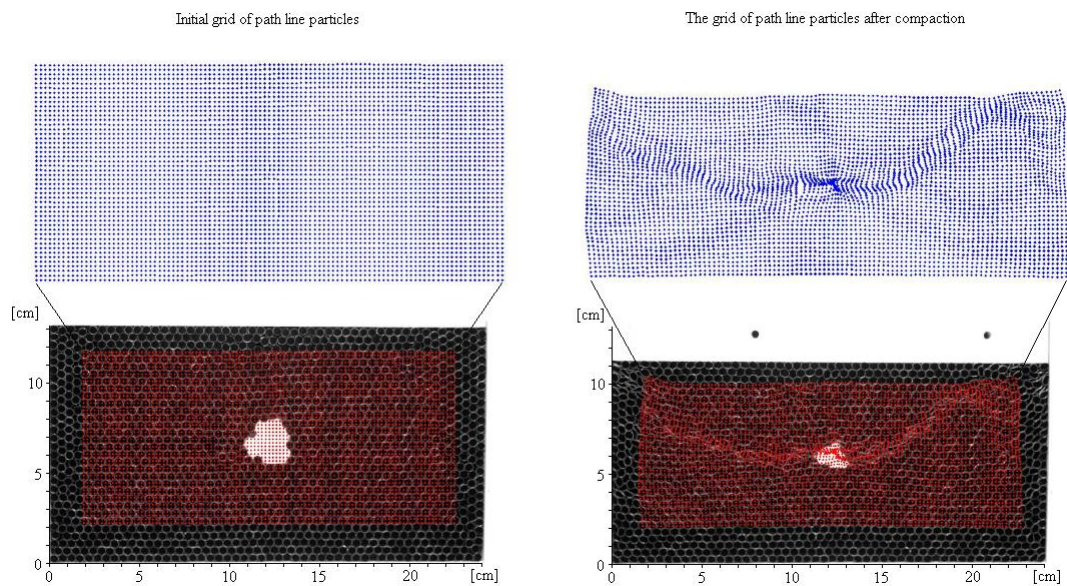 Initial grid of path line particles
The grid of path line particles after compaction
[cm]
10
5
0
0 5 10 15 20 [cm]
[cm]
10
5
0
0 5 10 15 20 [cm]